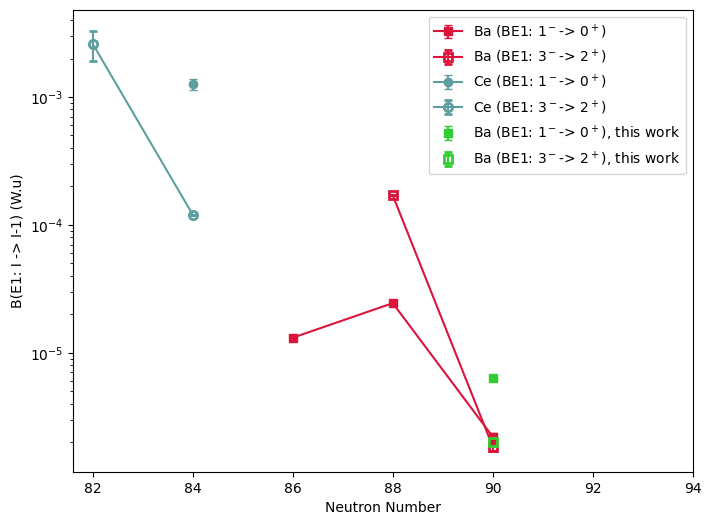 Ba (BE1: 1⁻-> 0⁺)
Ba (BE1: 3⁻-> 2⁺)
Ce (BE1: 1⁻-> 0⁺)
Ce (BE1: 3⁻-> 2⁺)
Ba (BE1: 1⁻-> 0⁺), this work
Ba (BE1: 3⁻-> 2⁺), this work
B(E1: I -> I-1) (W.u)
10⁻³
10⁻⁴
10⁻⁵
82 84 86 88 90 92 94
Neutron Number